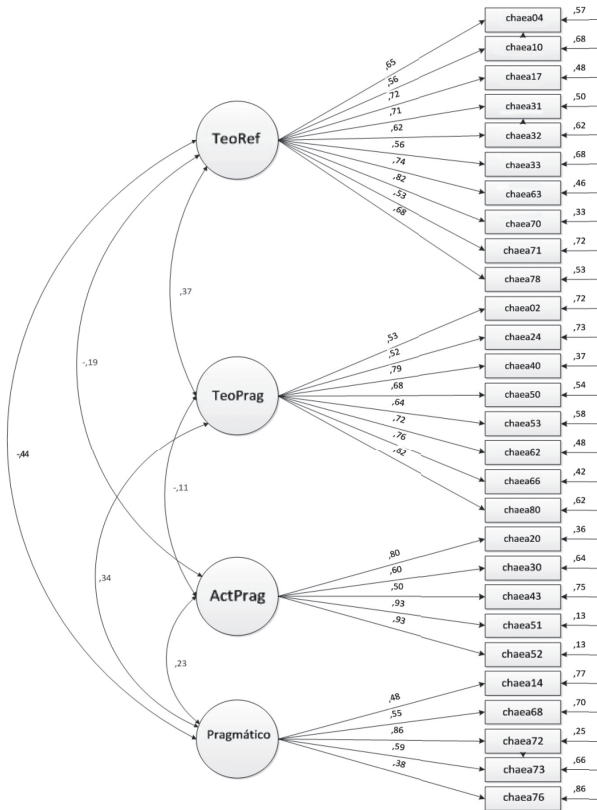 chaea04 ,57
,65
chaea10 ,68
,56
chaea17 ,48
,72
chaea31 ,50
,71
TeoRef
,62
chaea32 ,62
,56
chaea33 ,68
,74
chaea63 ,46
,82
chaea70 ,33
,53
chaea71 ,72
,68
chaea78 ,53
,37
chaea02 ,72
,53
chaea24 ,73
,52
-,19
chaea40 ,37
,79
TeoPrag
,68
chaea50 ,54
,64
chaea53 ,58
,72
chaea62 ,48
,76
-,44
chaea66 ,42
-,11
chaea80 ,62
chaea20 ,36
,80
chaea30 ,64
,60
,34
ActPrag
,50
chaea43 ,75
,93
chaea51 ,13
,93
chaea52 ,13
,23
chaea14 ,77
,48
chaea68 ,70
,55
Pragmático
,86
chaea72 ,25
,59
chaea73 ,66
,38
chaea76 ,86